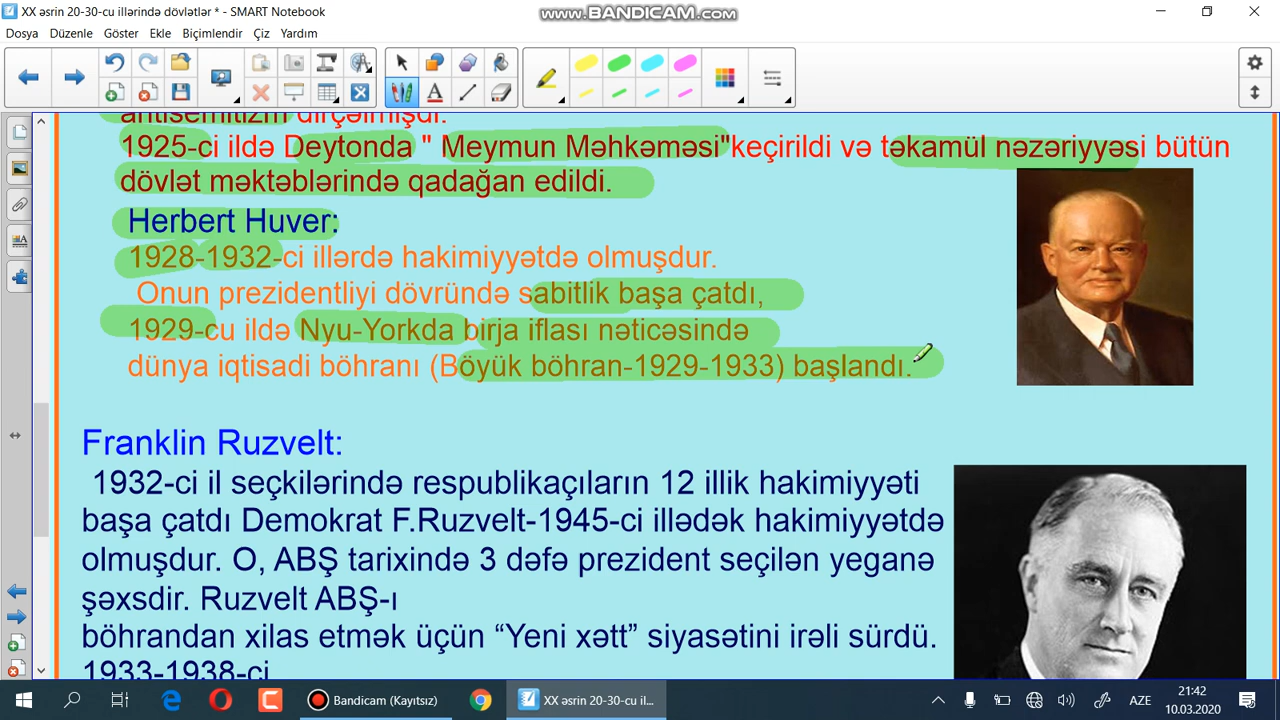 XX əsrin 20-30-cu illərində dövlətlər * - SMART Notebook
www.BANDICAM.com
Dosya Düzenle Göster Ekle Biçimlendir Çiz Yardım
antisemitizm dirçəlmişdi.
1925-ci ildə Deytonda " Meymun Məhkəməsi"keçirildi və təkamül nəzəriyyəsi bütün
dövlət məktəblərində qadağan edildi.
Herbert Huver:
1928-1932-ci illərdə hakimiyyətdə olmuşdur.
Onun prezidentliyi dövründə sabitlik başa çatdı,
1929-cu ildə Nyu-Yorkda birja iflası nəticəsində
dünya iqtisadi böhranı (Böyük böhran-1929-1933) başlandı.
Franklin Ruzvelt:
1932-ci il seçkilərində respublikaçıların 12 illik hakimiyyəti
başa çatdı Demokrat F.Ruzvelt-1945-ci illədək hakimiyyətdə
olmuşdur. O, ABŞ tarixində 3 dəfə prezident seçilən yeganə
şəxsdir. Ruzvelt ABŞ-ı
böhrandan xilas etmək üçün “Yeni xətt” siyasətini irəli sürdü.
1933-1938-ci
Bandicam (Kayıtsız)
XX əsrin 20-30-cu il...
AZE
21:42
10.03.2020